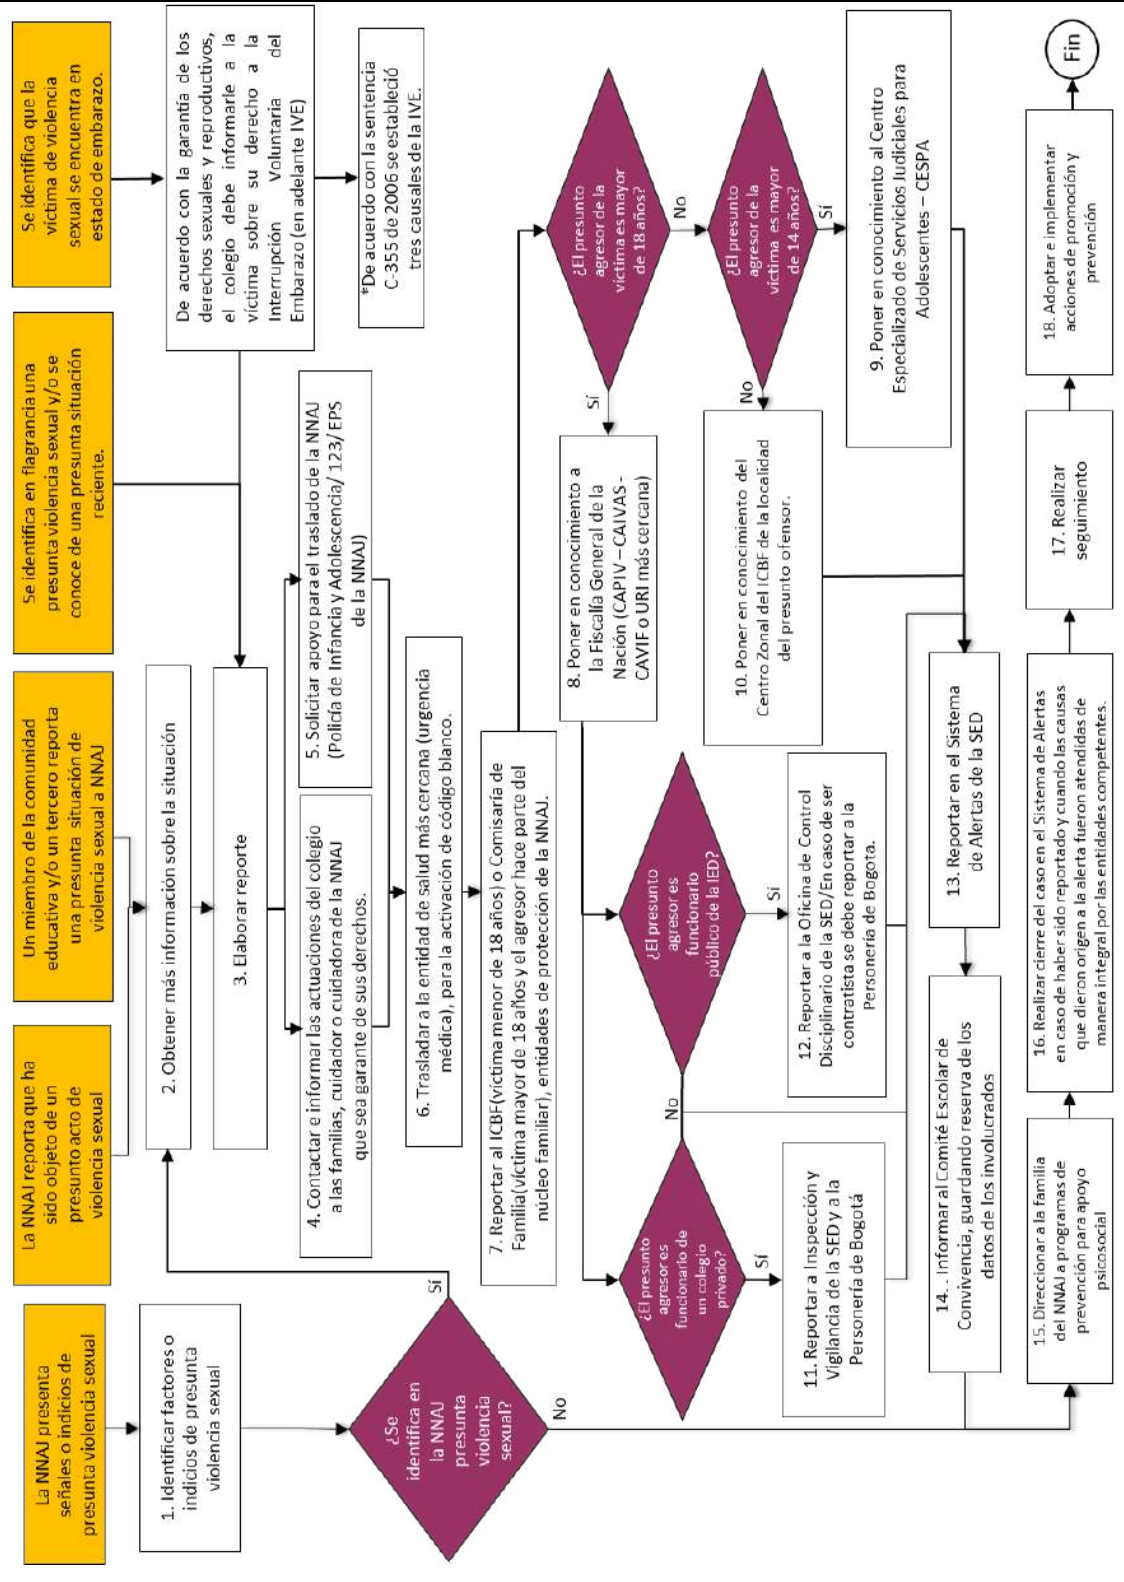 La NNAJ presenta
señales o indicios de
presunta violencia sexual
La NNAJ reporta que ha
sido objeto de un
presunto acto de
violencia sexual
Un miembro de la comunidad
educativa y/o un tercero reporta
una presunta situación de
violencia sexual a NNAJ
Se identifica en flagrancia una
presunta violencia sexual y/o se
conoce de una presunta situación
reciente.
Se identifica que la
víctima de violencia
sexual se encuentra en
estado de embarazo.
1. Identificar factores o
indicios de presunta
violencia sexual
2. Obtener más información sobre la situación
3. Elaborar reporte
De acuerdo con la garantía de los
derechos sexuales y reproductivos,
el colegio debe informarle a la
víctima sobre su derecho a la
Interrupción Voluntaria del
Embarazo (en adelante IVE)
*De acuerdo con la sentencia
C-355 de 2006 se estableció
tres causales de la IVE.
¿Se
identifica en
la NNAJ
presunta
violencia
sexual?
Sí
No
4. Contactar e informar las actuaciones del colegio
a las familias, cuidador o cuidadora de la NNAJ
que sea garante de sus derechos.
5. Solicitar apoyo para el traslado de la NNAJ
(Policía de Infancia y Adolescencia/ 123/ EPS
de la NNAJ)
6. Trasladar a la entidad de salud más cercana (urgencia
médica), para la activación de código blanco.
7. Reportar al ICBF(víctima menor de 18 años) o Comisaría de
Familia(víctima mayor de 18 años y el agresor hace parte del
núcleo familiar), entidades de protección de la NNAJ.
¿El presunto
agresor de la
víctima es mayor
de 18 años?
Sí
No
¿El presunto
agresor de la
víctima es mayor
de 14 años?
No
Sí
8. Poner en conocimiento a
la Fiscalía General de la
Nación (CAPIV – CAIVAS -
CAVIF o URI más cercana)
9. Poner en conocimiento al Centro
Especializado de Servicios Judiciales para
Adolescentes – CESPA
10. Poner en conocimiento del
Centro Zonal del ICBF de la localidad
del presunto ofensor.
¿El presunto
agresor es
funcionario de
un colegio
privado?
Sí
No
¿El presunto
agresor es
funcionario
público de la IED?
Sí
11. Reportar a Inspección y
Vigilancia de la SED y a la
Personería de Bogotá
12. Reportar a la Oficina de Control
Disciplinario de la SED/En caso de ser
contratista se debe reportar a la
Personería de Bogota.
13. Reportar en el Sistema
de Alertas de la SED
14. . Informar al Comité Escolar de
Convivencia, guardando reserva de los
datos de los involucrados
15. Direccionar a la familia
del NNAJ a programas de
prevención para apoyo
psicosocial
16. Realizar cierre del caso en el Sistema de Alertas
en caso de haber sido reportado y cuando las causas
que dieron origen a la alerta fueron atendidas de
manera integral por las entidades competentes.
17. Realizar
seguimiento
18. Adoptar e implementar
acciones de promoción y
prevención
Fin